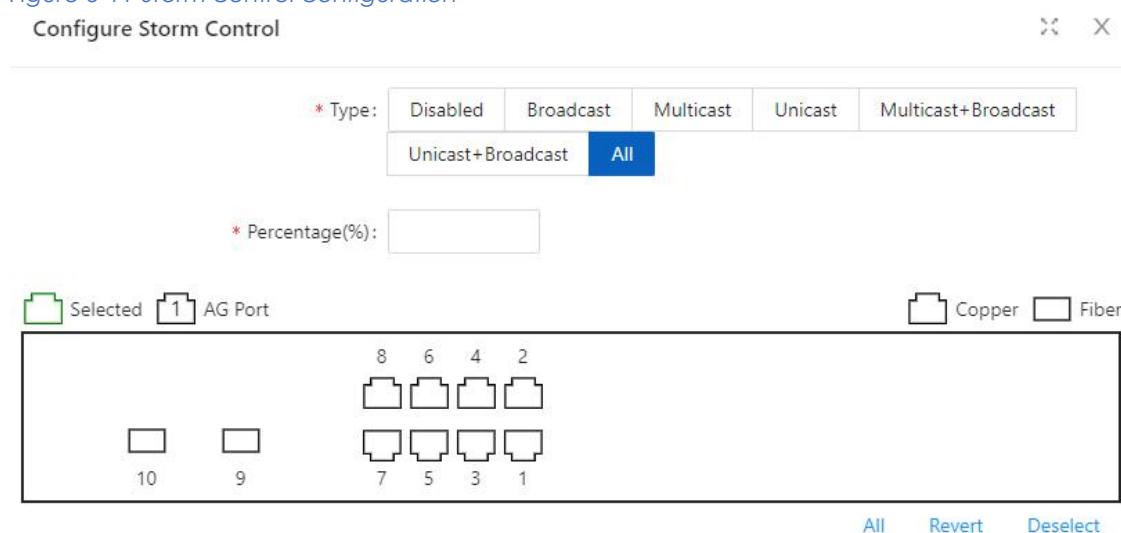 Configure Storm Control X
* Type: Disabled Broadcast Multicast Unicast Multicast+Broadcast
Unicast+Broadcast All
* Percentage(%):
Selected 1 AG Port Copper Fiber
8 6 4 2
10 9 7 5 3 1
All Revert Deselect